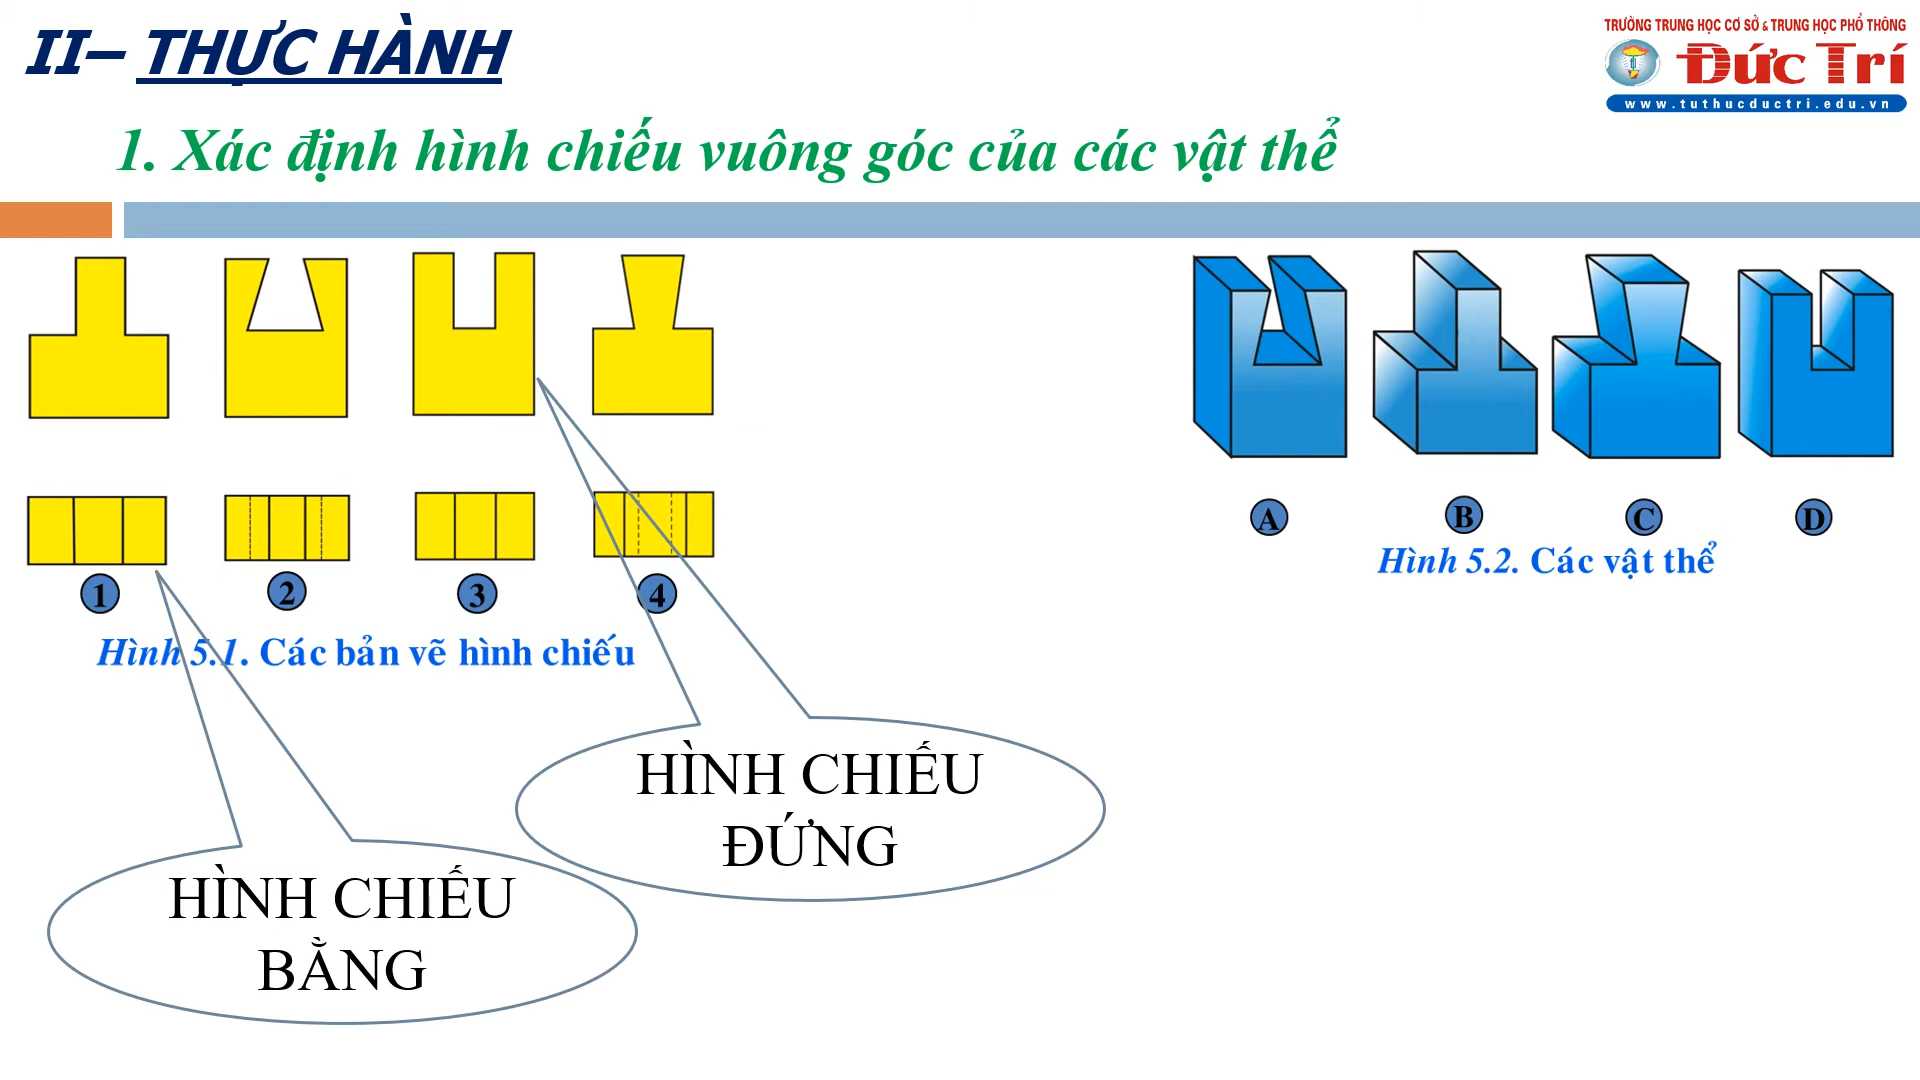 II– THỰC HÀNH
TRƯỜNG TRUNG HỌC CƠ SỞ & TRUNG HỌC PHỔ THÔNG
Đức Trí
www.tuthucductri.edu.vn
1. Xác định hình chiếu vuông góc của các vật thể
A
B
C
D
Hình 5.2. Các vật thể
1
2
3
4
Hình 5.1. Các bản vẽ hình chiếu
HÌNH CHIẾU
ĐỨNG
HÌNH CHIẾU
BẰNG